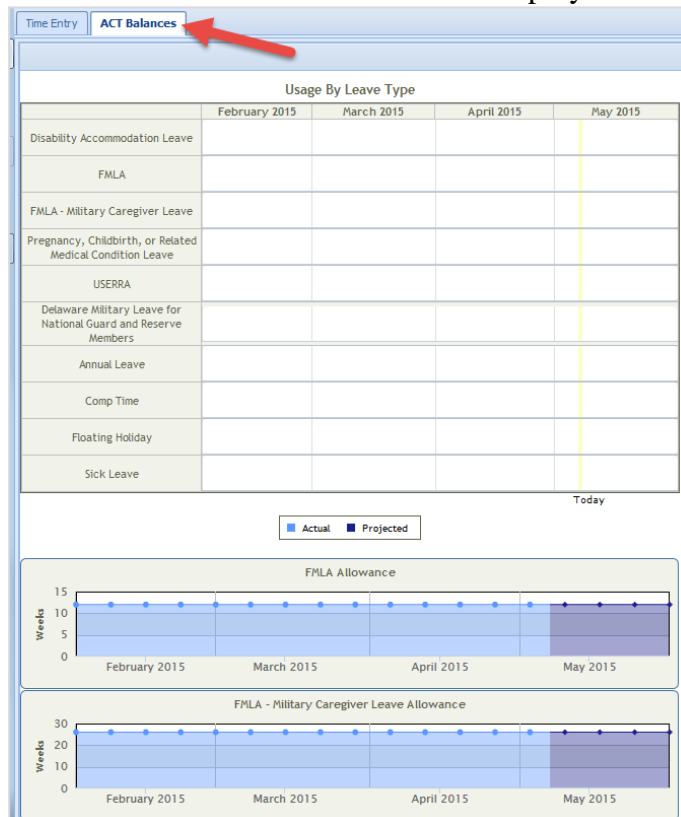 Time Entry ACT Balances
Usage By Leave Type
February 2015 March 2015 April 2015 May 2015
Disability Accommodation Leave
FMLA
FMLA - Military Caregiver Leave
Pregnancy, Childbirth, or Related
Medical Condition Leave
USERRA
Delaware Military Leave for
National Guard and Reserve
Members
Annual Leave
Comp Time
Floating Holiday
Sick Leave
Today
Actual Projected
FMLA Allowance
Weeks
15
10
5
0
February 2015 March 2015 April 2015 May 2015
FMLA - Military Caregiver Leave Allowance
Weeks
30
20
10
0
February 2015 March 2015 April 2015 May 2015